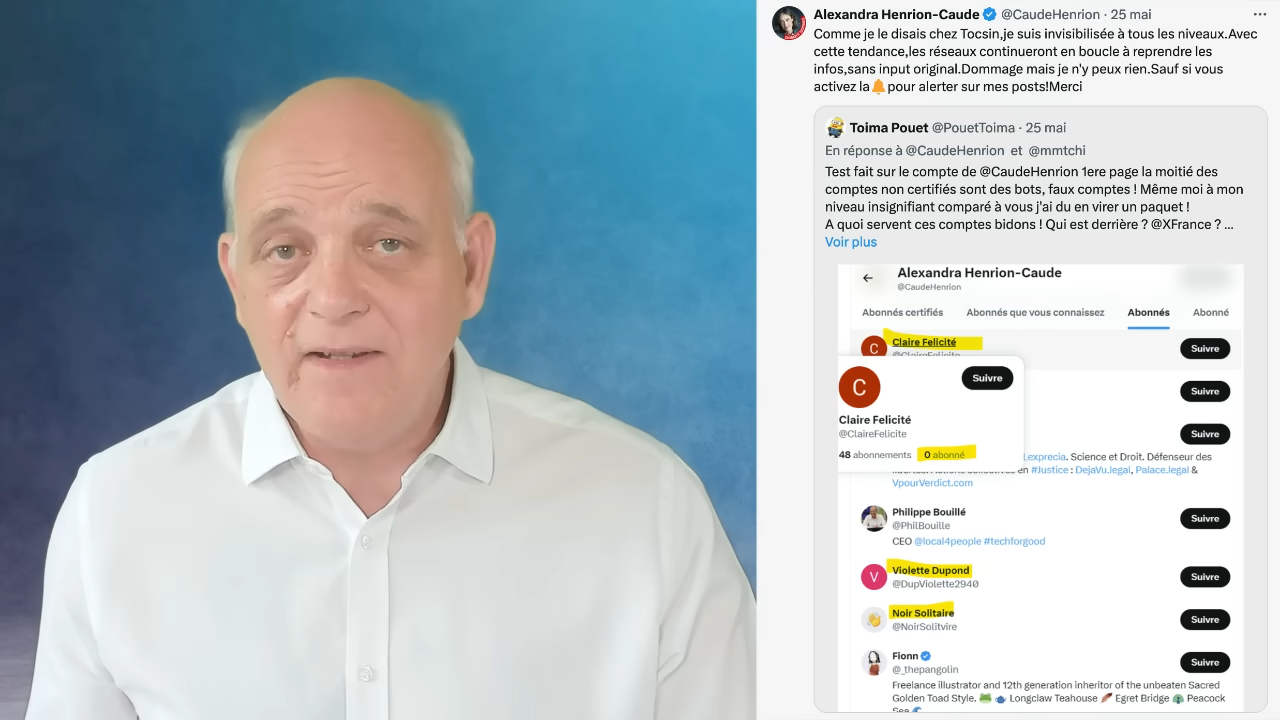 Alexandra Henrion-Caude @CaudeHenrion · 25 mai
Comme je le disais chez Tocsin,je suis invisibilisée à tous les niveaux.Avec
cette tendance,les réseaux continueront en boucle à reprendre les
infos,sans input original.Dommage mais je n'y peux rien.Sauf si vous
activez la🔔pour alerter sur mes posts!Merci
Toima Pouet @PouetToima · 25 mai
En réponse à @CaudeHenrion et @mmtchi
Test fait sur le compte de @CaudeHenrion 1ere page la moitié des
comptes non certifiés sont des bots, faux comptes ! Même moi à mon
niveau insignifiant comparé à vous j'ai du en virer un paquet !
A quoi servent ces comptes bidons ! Qui est derrière ? @XFrance ? ...
Voir plus
Alexandra Henrion-Caude
@CaudeHenrion
Abonnés certifiés Abonnés que vous connaissez Abonnés Abonné
C Claire Felicité Suivre
@ClaireFelicite
C Suivre
Suivre
Claire Felicité
@ClaireFelicite
Suivre
48 abonnements 0 abonné
Lexprecia. Science et Droit. Défenseur des
en #Justice : DejaVu.legal, Palace.legal &
VpourVerdict.com
Philippe Bouillé Suivre
@PhilBouille
CEO @local4people #techforgood
V Violette Dupond Suivre
@DupViolette2940
Noir Solitaire Suivre
@NoirSolitvire
Fionn Suivre
@_thepangolin
Freelance illustrator and 12th generation inheritor of the unbeaten Sacred
Golden Toad Style. 🐸 🫖 Longclaw Teahouse 🪶 Egret Bridge 🦚 Peacock
Sea